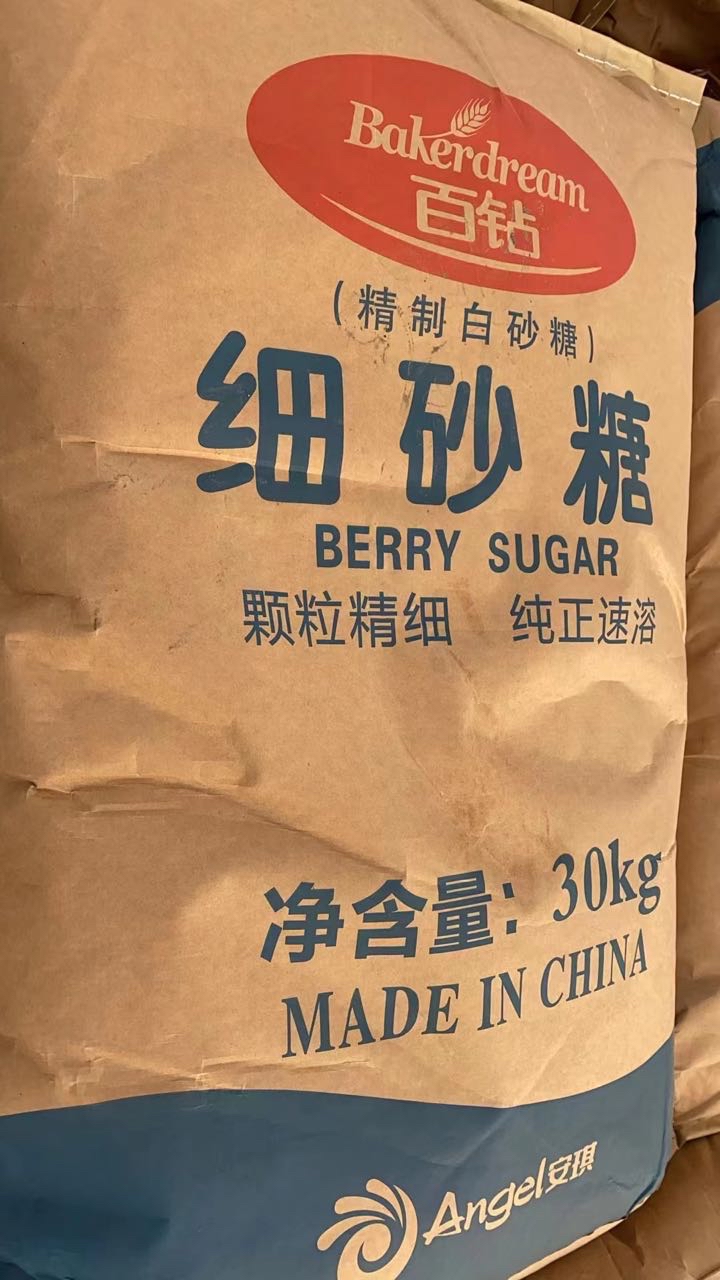 Bakerdream
百钻
(精制白砂糖)
细砂糖
BERRY SUGAR
颗粒精细 纯正速溶
净含量：30kg
MADE IN CHINA
Angel安琪